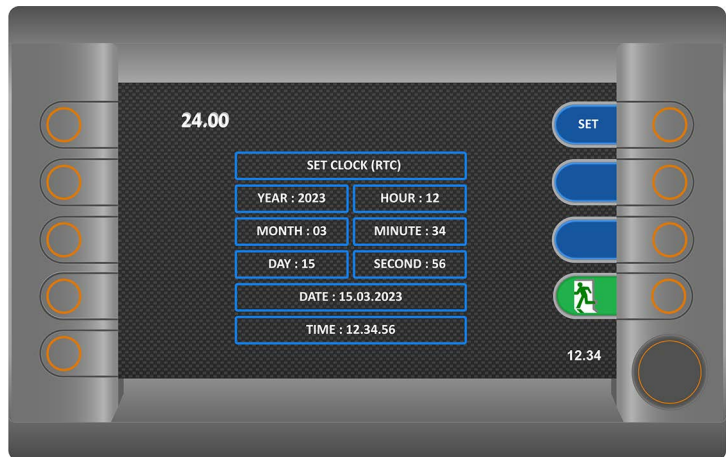 24.00
SET
SET CLOCK (RTC)
YEAR : 2023
HOUR : 12
MONTH : 03
MINUTE : 34
DAY : 15
SECOND : 56
DATE : 15.03.2023
TIME : 12.34.56
12.34